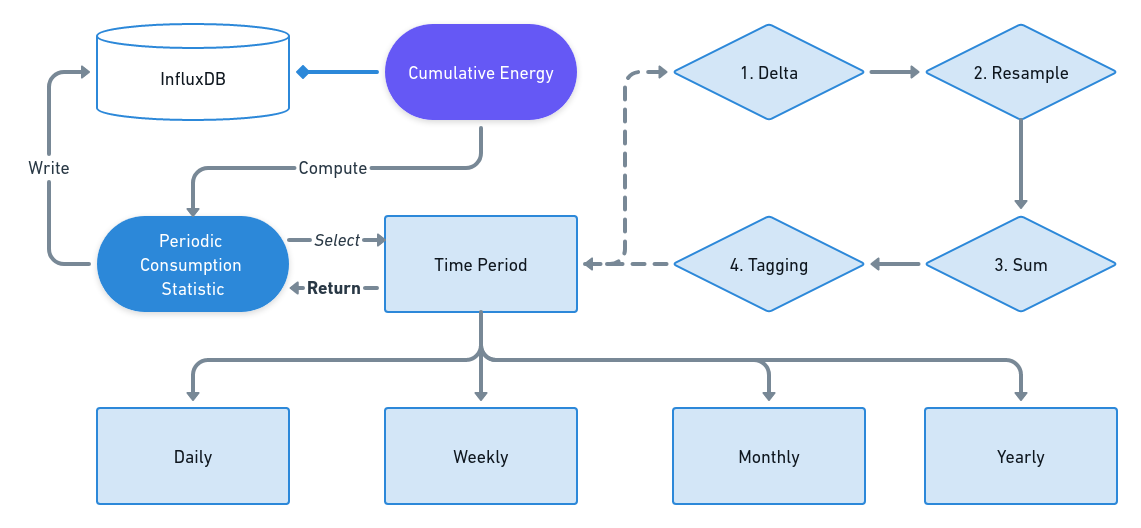 InfluxDB
Cumulative Energy
1. Delta
2. Resample
Write
Compute
Periodic
Consumption
Statistic
Select
Return
Time Period
4. Tagging
3. Sum
Daily
Weekly
Monthly
Yearly